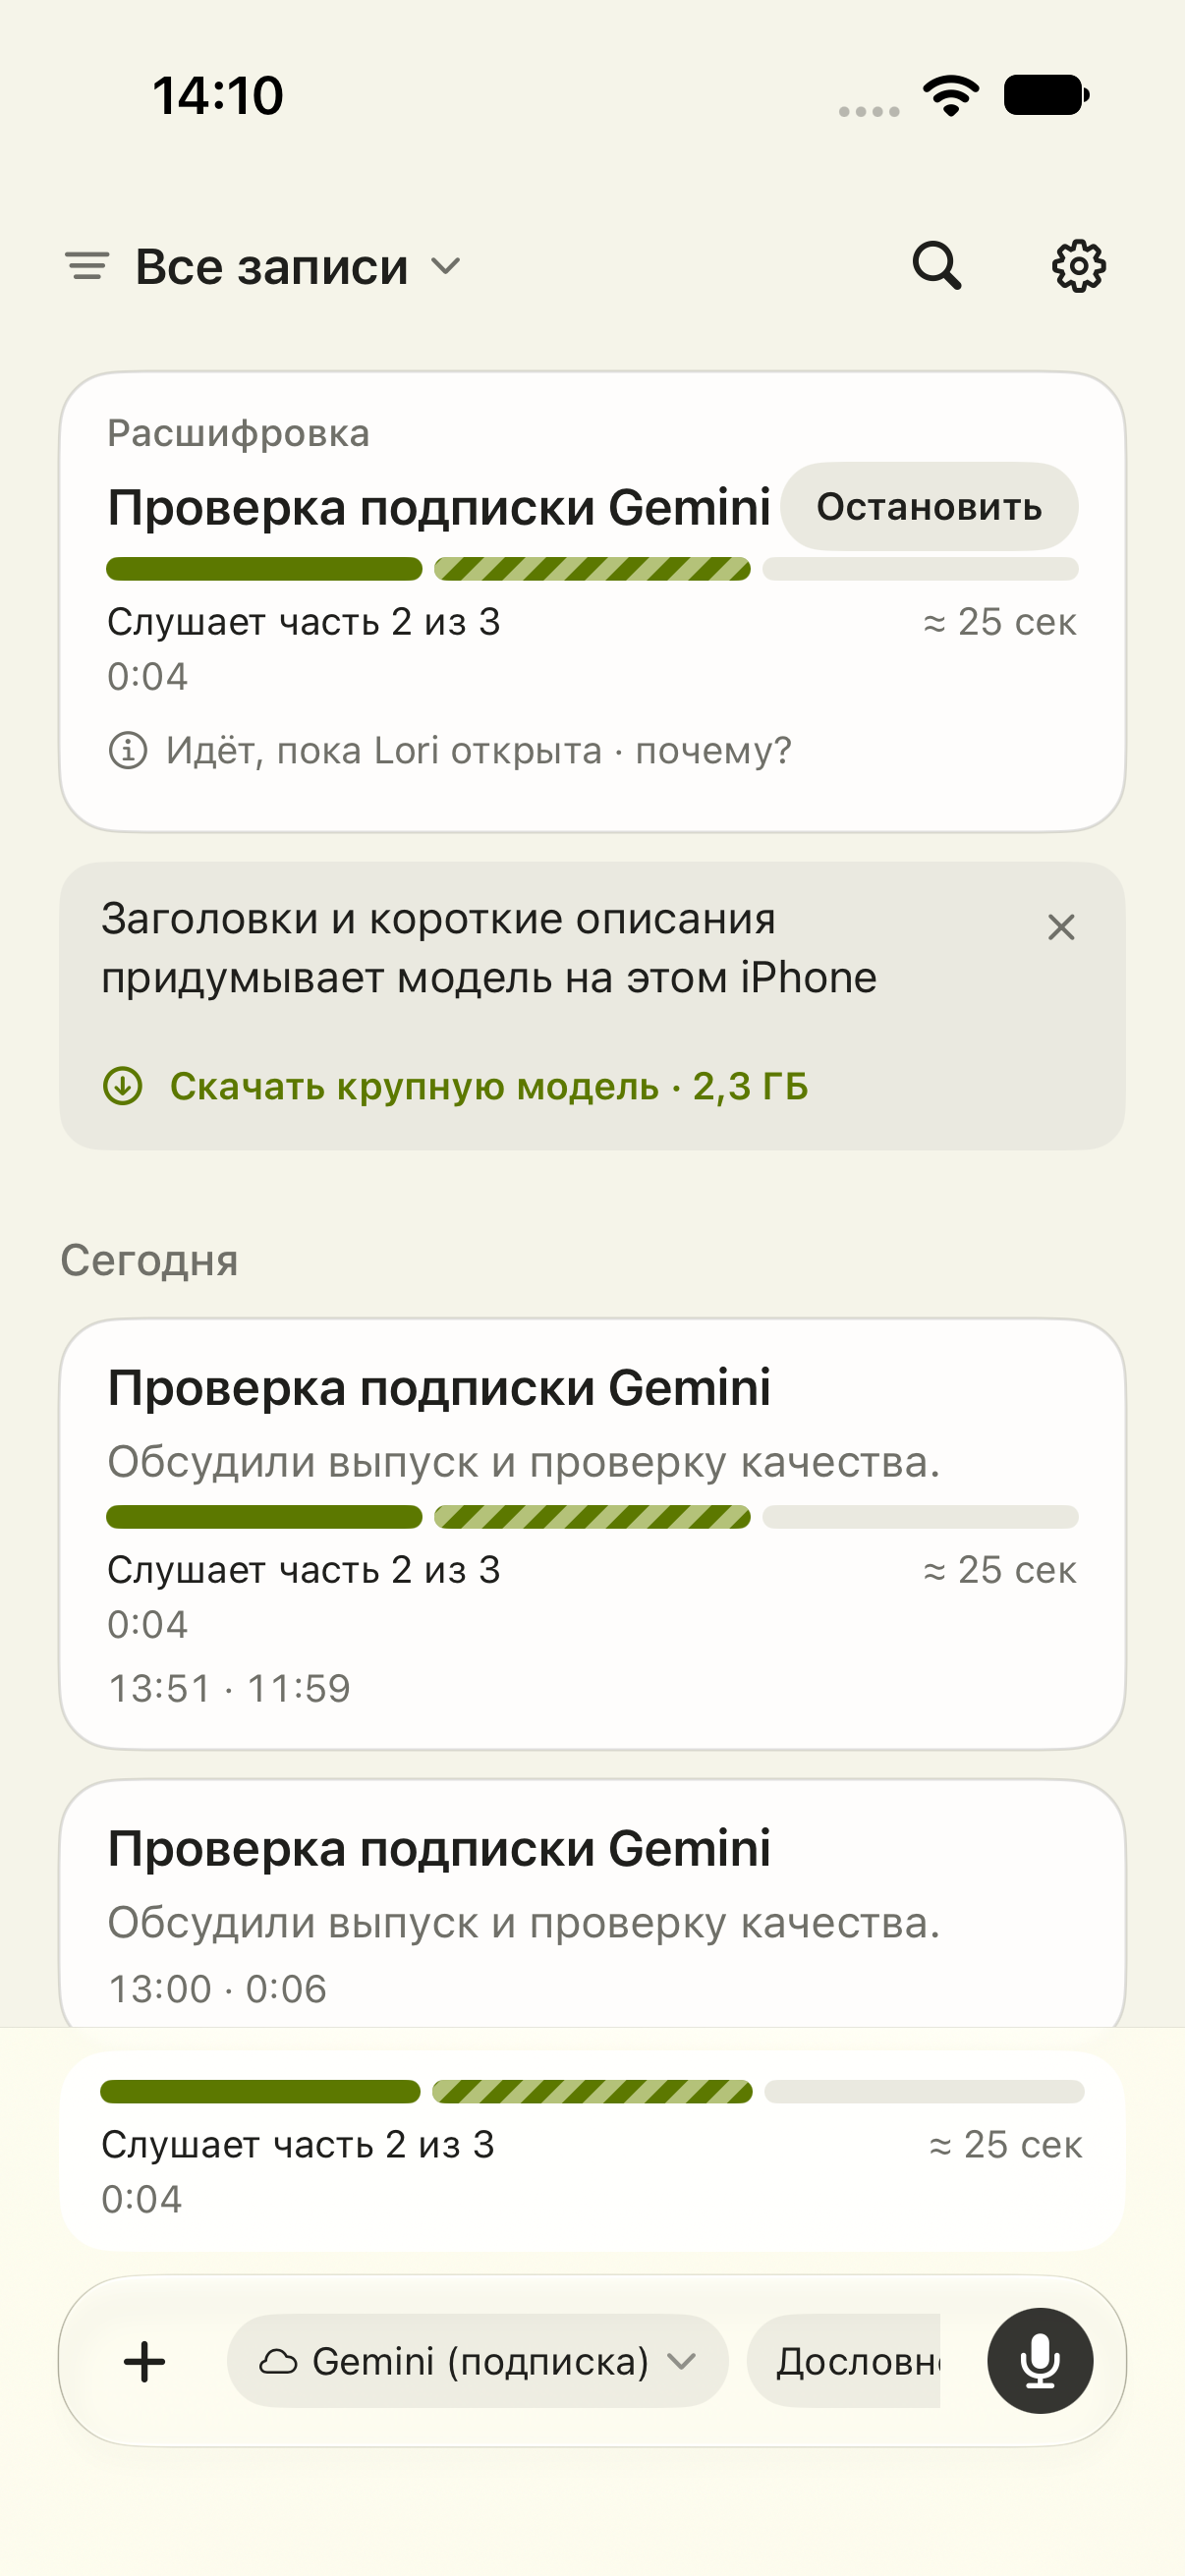 14:10
Все записи
Расшифровка
Проверка подписки Gemini
Остановить
Слушает часть 2 из 3
≈ 25 сек
0:04
Идёт, пока Lori открыта · почему?
Заголовки и короткие описания
придумывает модель на этом iPhone
Скачать крупную модель · 2,3 ГБ
Сегодня
Проверка подписки Gemini
Обсудили выпуск и проверку качества.
Слушает часть 2 из 3
≈ 25 сек
0:04
13:51 · 11:59
Проверка подписки Gemini
Обсудили выпуск и проверку качества.
13:00 · 0:06
Слушает часть 2 из 3
≈ 25 сек
0:04
Gemini (подписка)